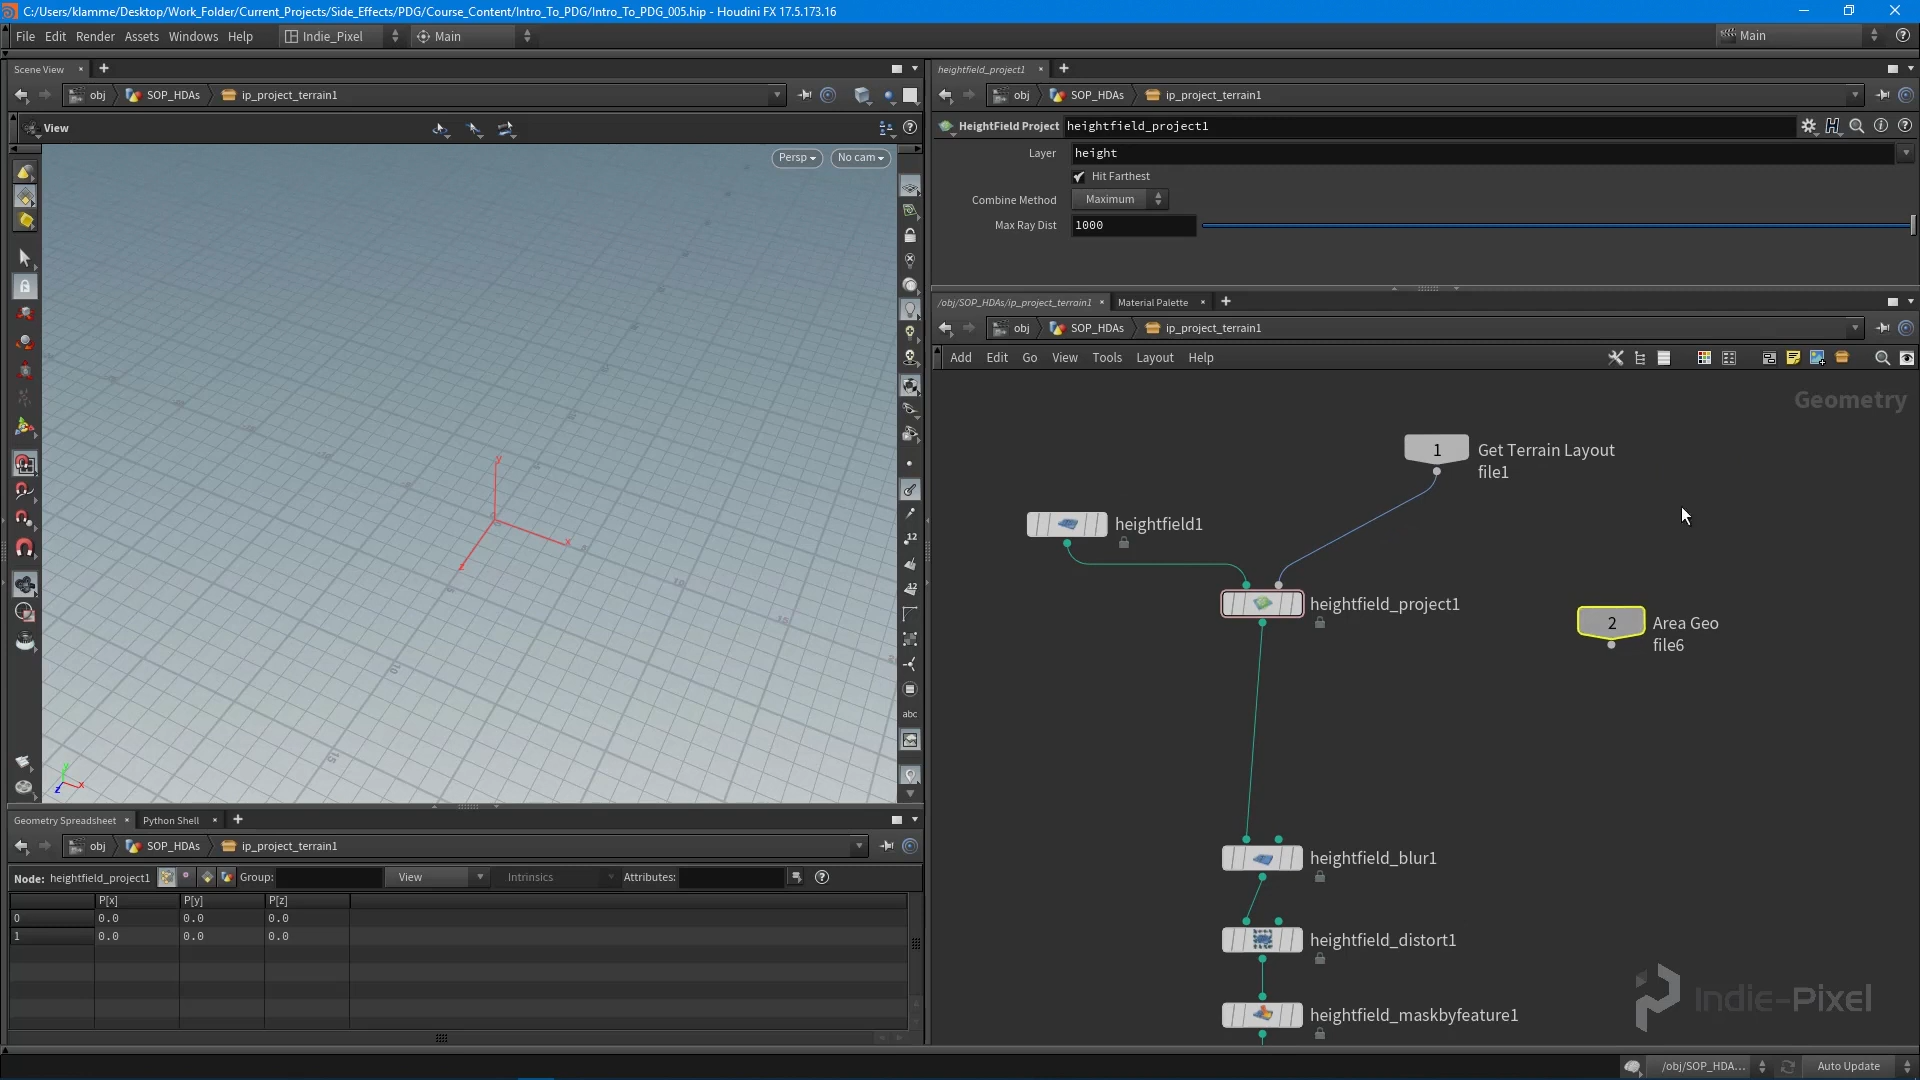 C:/Users/klamme/Desktop/Work_Folder/Current_Projects/Side_Effects/PDG/Course_Content/Intro_To_PDG/Intro_To_PDG_005.hip - Houdini FX 17.5.173.16
File Edit Render Assets Windows Help Indie_Pixel Main Main
Scene View
obj SOP_HDAs ip_project_terrain1
View
Persp No cam
heightfield_project1
obj SOP_HDAs ip_project_terrain1
HeightField Project heightfield_project1
Layer height
Hit Farthest
Combine Method Maximum
Max Ray Dist 1000
/obj/SOP_HDAs/ip_project_terrain1 Material Palette
obj SOP_HDAs ip_project_terrain1
Add Edit Go View Tools Layout Help
Geometry
1 Get Terrain Layout
file1
heightfield1
heightfield_project1
2 Area Geo
file6
heightfield_blur1
heightfield_distort1
heightfield_maskbyfeature1
Indie-Pixel
y
x
z
12
12
abc
y
x
z
Geometry Spreadsheet Python Shell
obj SOP_HDAs ip_project_terrain1
Node: heightfield_project1 Group: View Intrinsics Attributes:
P[x] P[y] P[z]
0 0.0 0.0 0.0
1 0.0 0.0 0.0
/obj/SOP_HDA... Auto Update